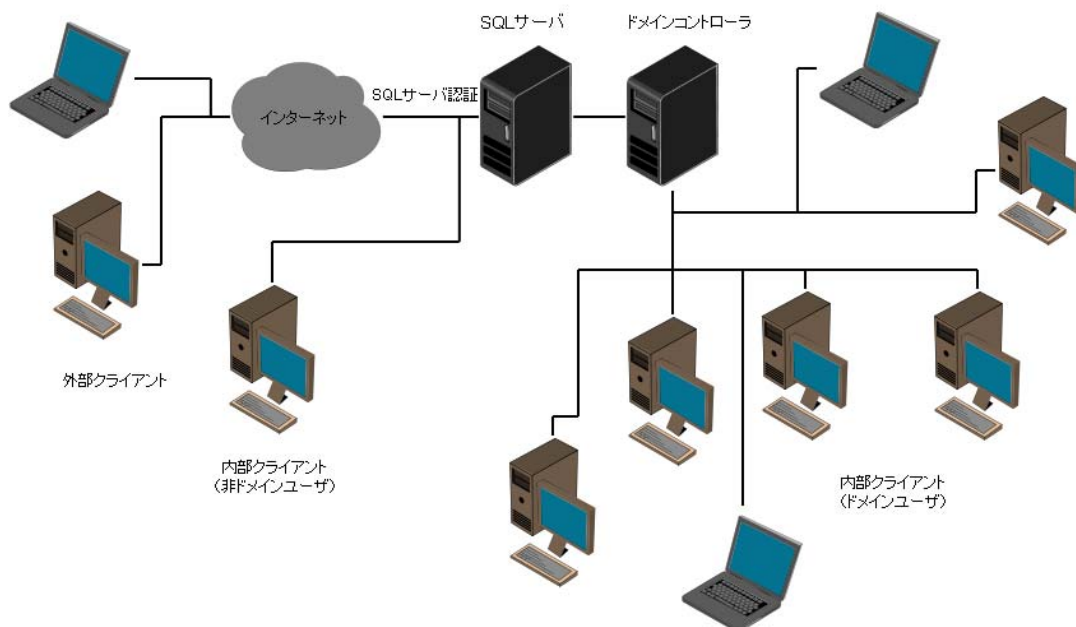 SQLサーバ
ドメインコントローラ
SQLサーバ認証
インターネット
外部クライアント
内部クライアント
（非ドメインユーザ）
内部クライアント
（ドメインユーザ）